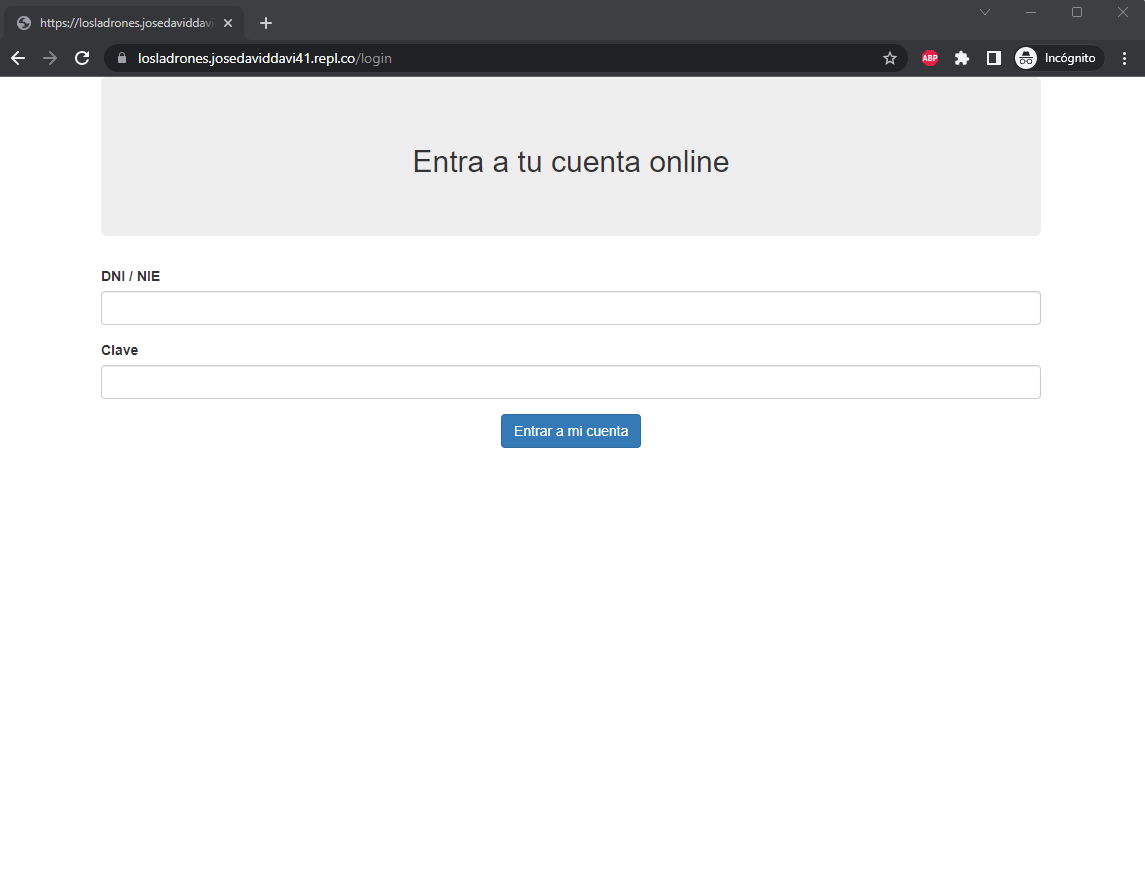 https://losladrones.josedaviddavi
losladrones.josedaviddavi41.repl.co/login
ABP
Incógnito
Entra a tu cuenta online
DNI / NIE
Clave
Entrar a mi cuenta